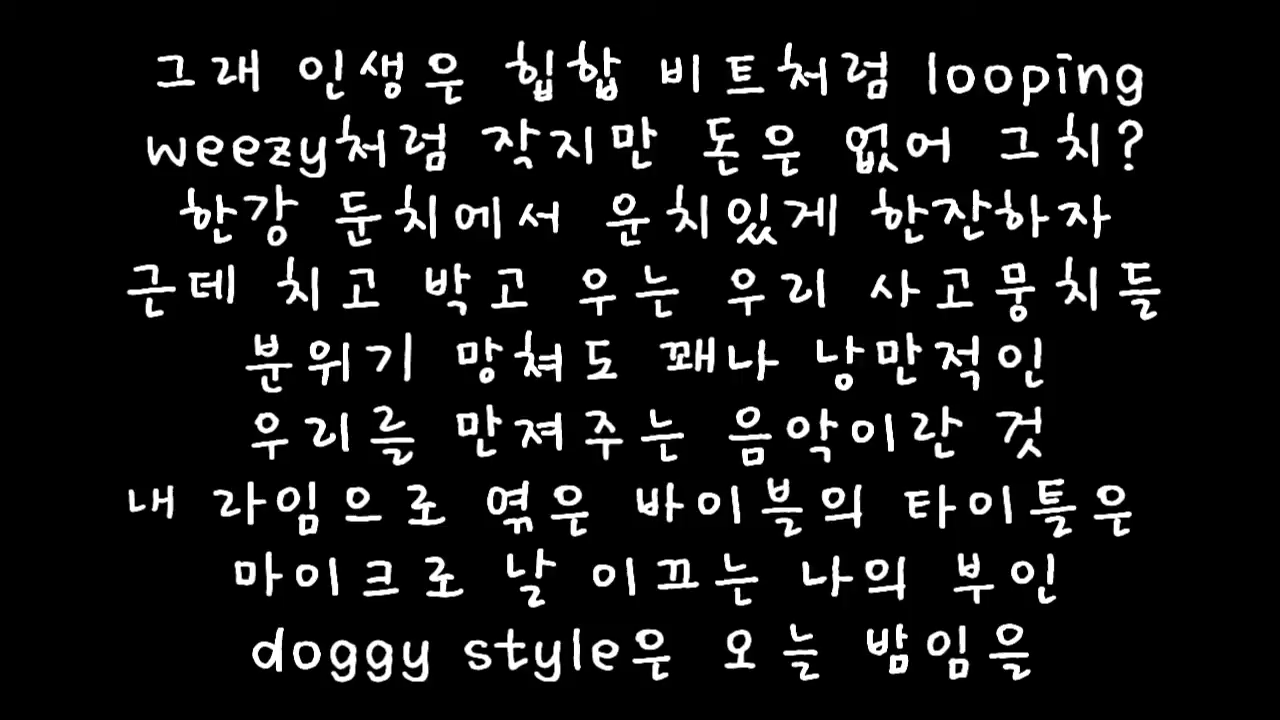 그래 인생은 힙합 비트처럼 looping
weezy처럼 작지만 돈은 없어 그치?
한강 둔치에서 운치있게 한잔하자
근데 치고 박고 우는 우리 사고뭉치들
분위기 망쳐도 꽤나 낭만적인
우리를 만져주는 음악이란 것
내 라임으로 엮은 바이블의 타이틀은
마이크로 날 이끄는 나의 부인
doggy style은 오늘 밤임을